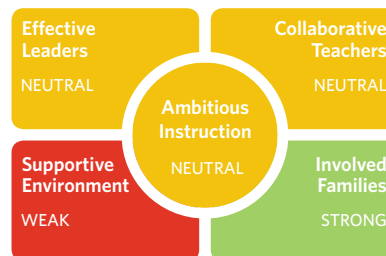 Effective
Leaders
NEUTRAL
Collaborative
Teachers
NEUTRAL
Ambitious
Instruction
NEUTRAL
Supportive
Environment
WEAK
Involved
Families
STRONG